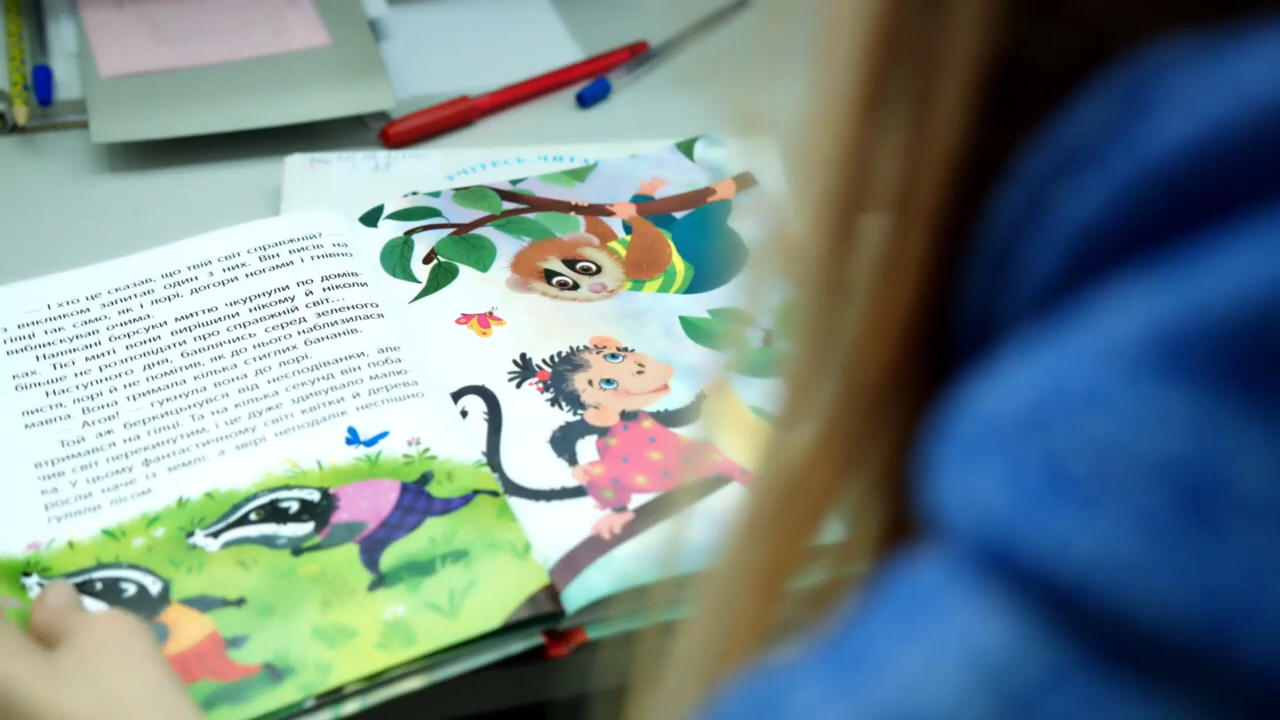 — І хто це сказав, що твій світ справжній? —
з викликом запитав один з них. Він висів на
гілці так само, як і лорі, догори ногами і гнівно
виблискував очима.
Налякані борсуки миттю чкурнули по домів-
ках. Тієї миті вони вирішили нікому й ніколи
більше не розповідати про справжній світ...
Наступного дня, бавлячись серед зеленого
листя, лорі й не помітив, як до нього наблизилася
мавпа. Вона тримала кілька стиглих бананів.
— Агов! — гукнула вона до лорі.
Той аж беркицьнувся від несподіванки, але
втримався на гілці. Та на кілька секунд він поба-
чив світ перекинутим, і це дуже здивувало малю-
ка. У цьому фантастичному світі квітки й дерева
росли наче із землі, а звірі неподалік неспішно
гуляли лісом.